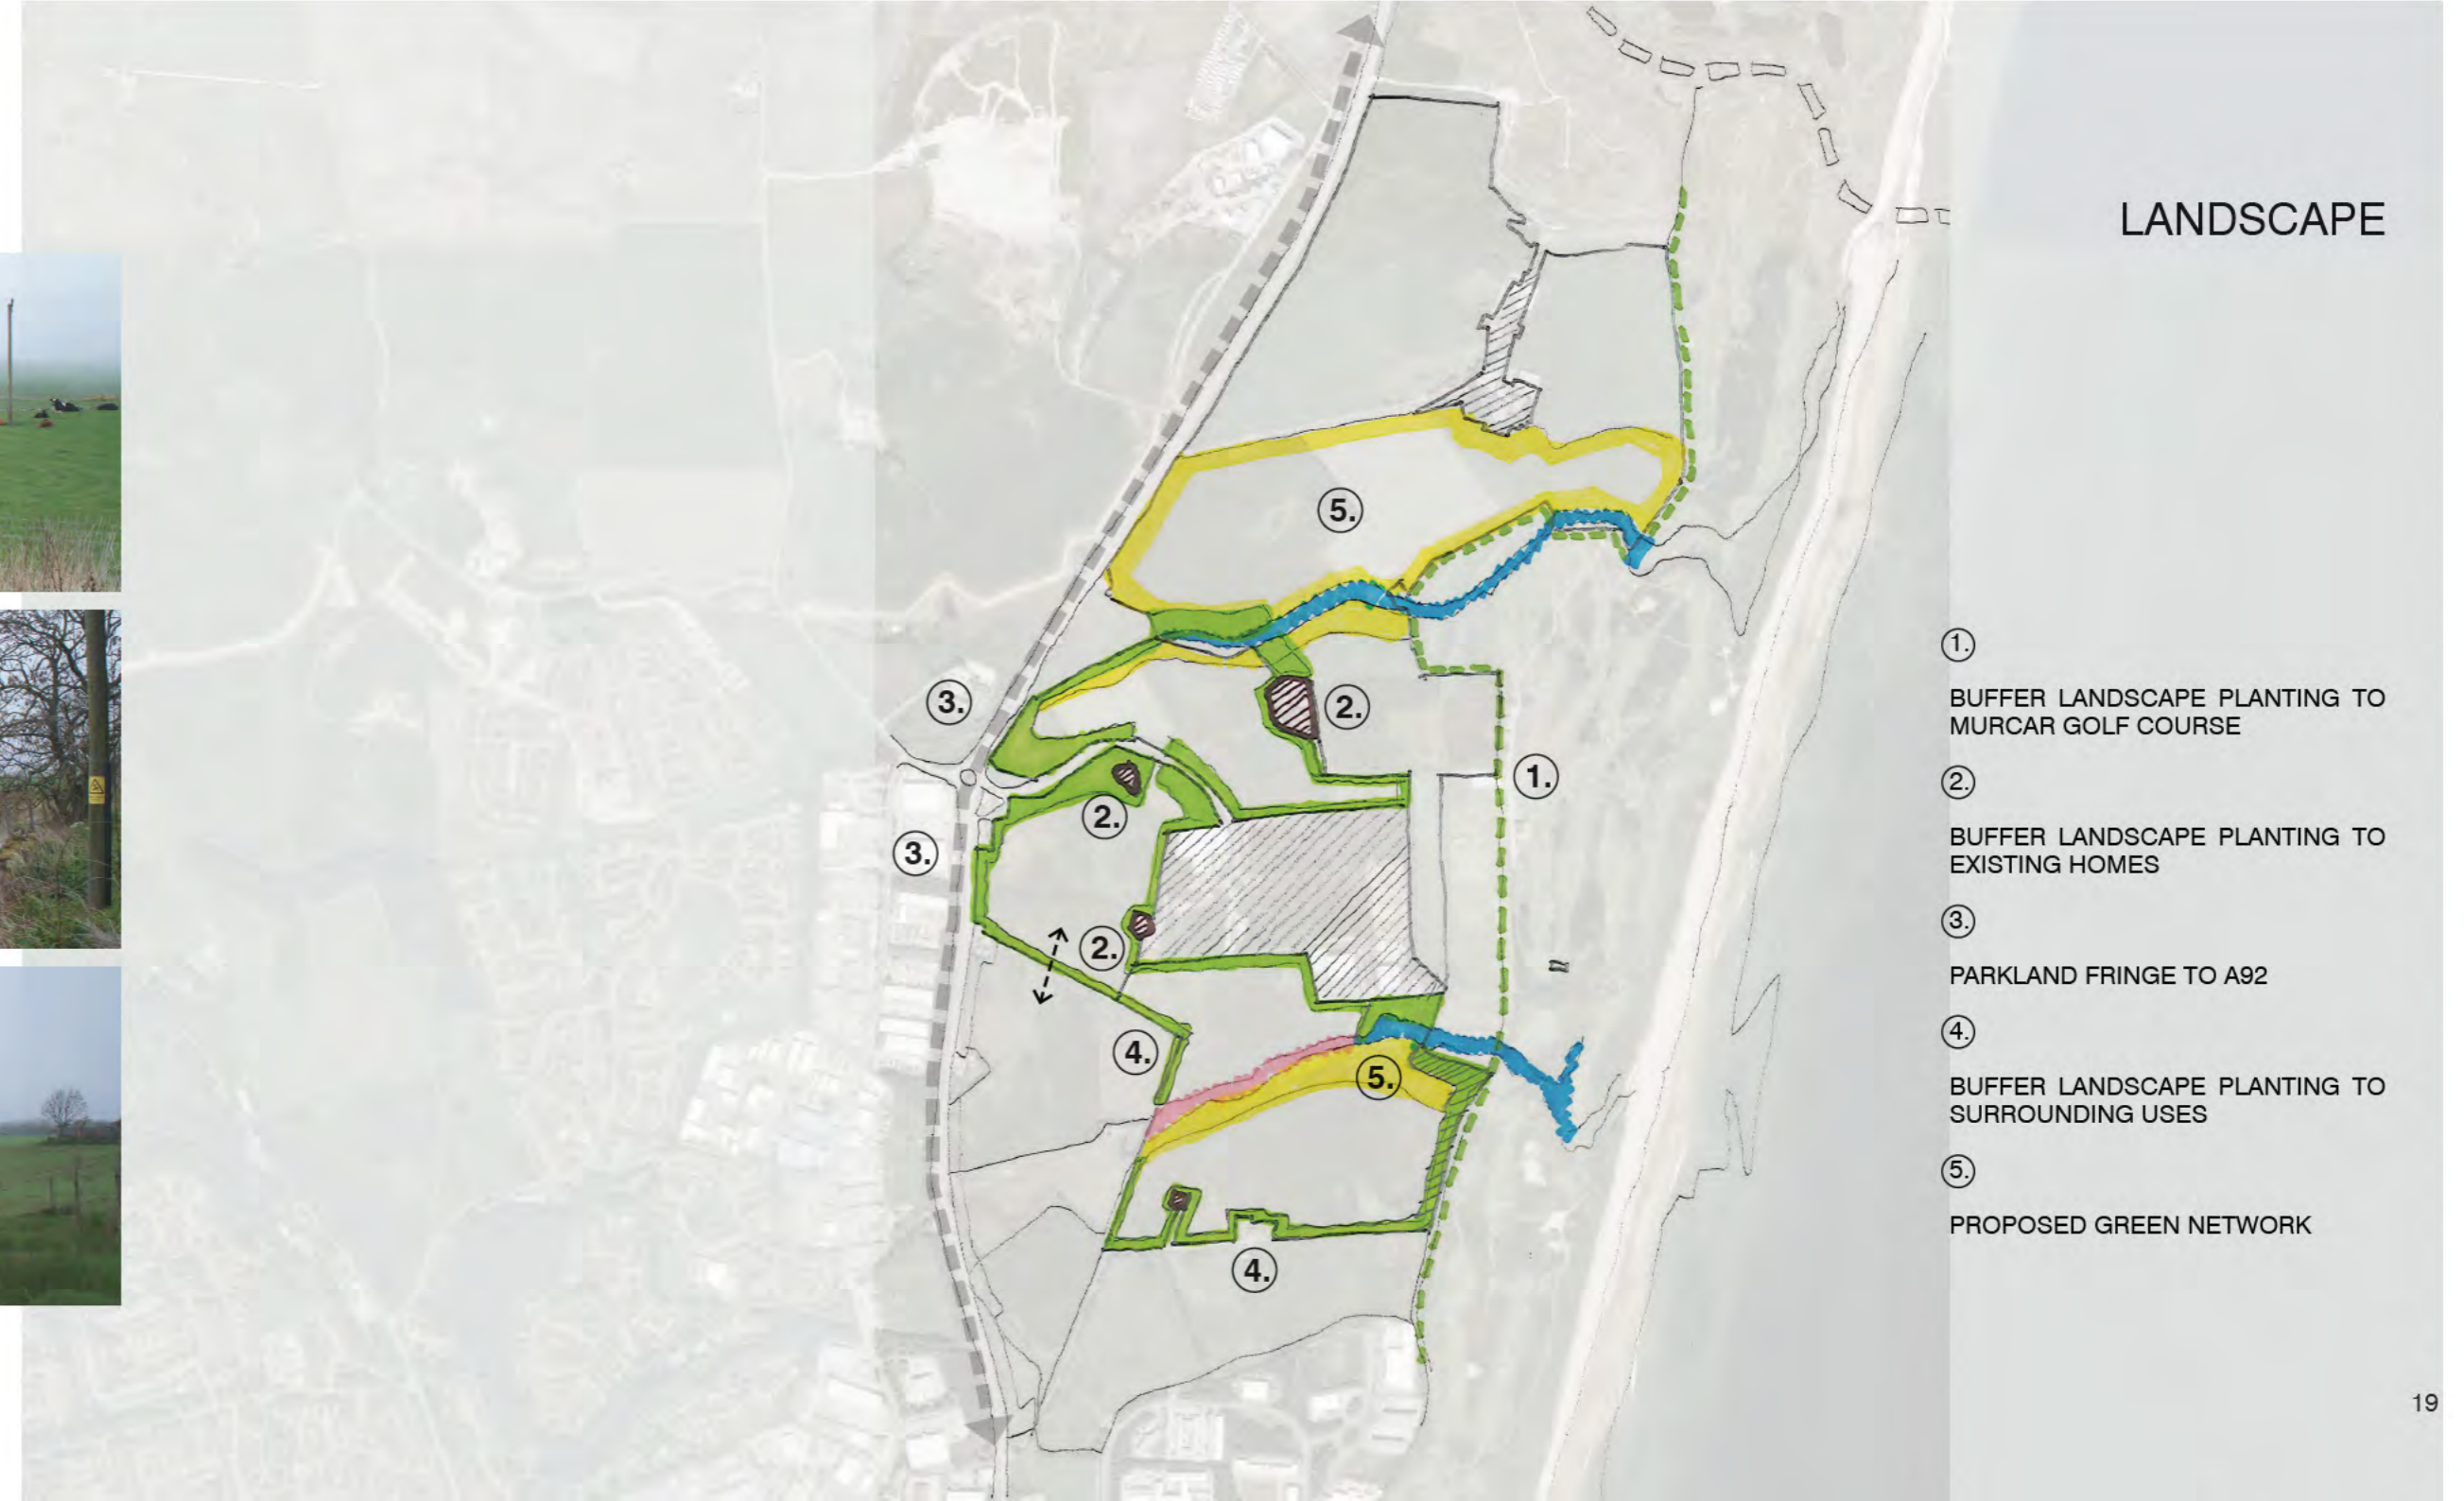 LANDSCAPE
5.
3.
2.
1.
2.
3.
2.
4.
5.
4.
1.
BUFFER LANDSCAPE PLANTING TO
MURCAR GOLF COURSE
2.
BUFFER LANDSCAPE PLANTING TO
EXISTING HOMES
3.
PARKLAND FRINGE TO A92
4.
BUFFER LANDSCAPE PLANTING TO
SURROUNDING USES
5.
PROPOSED GREEN NETWORK
19